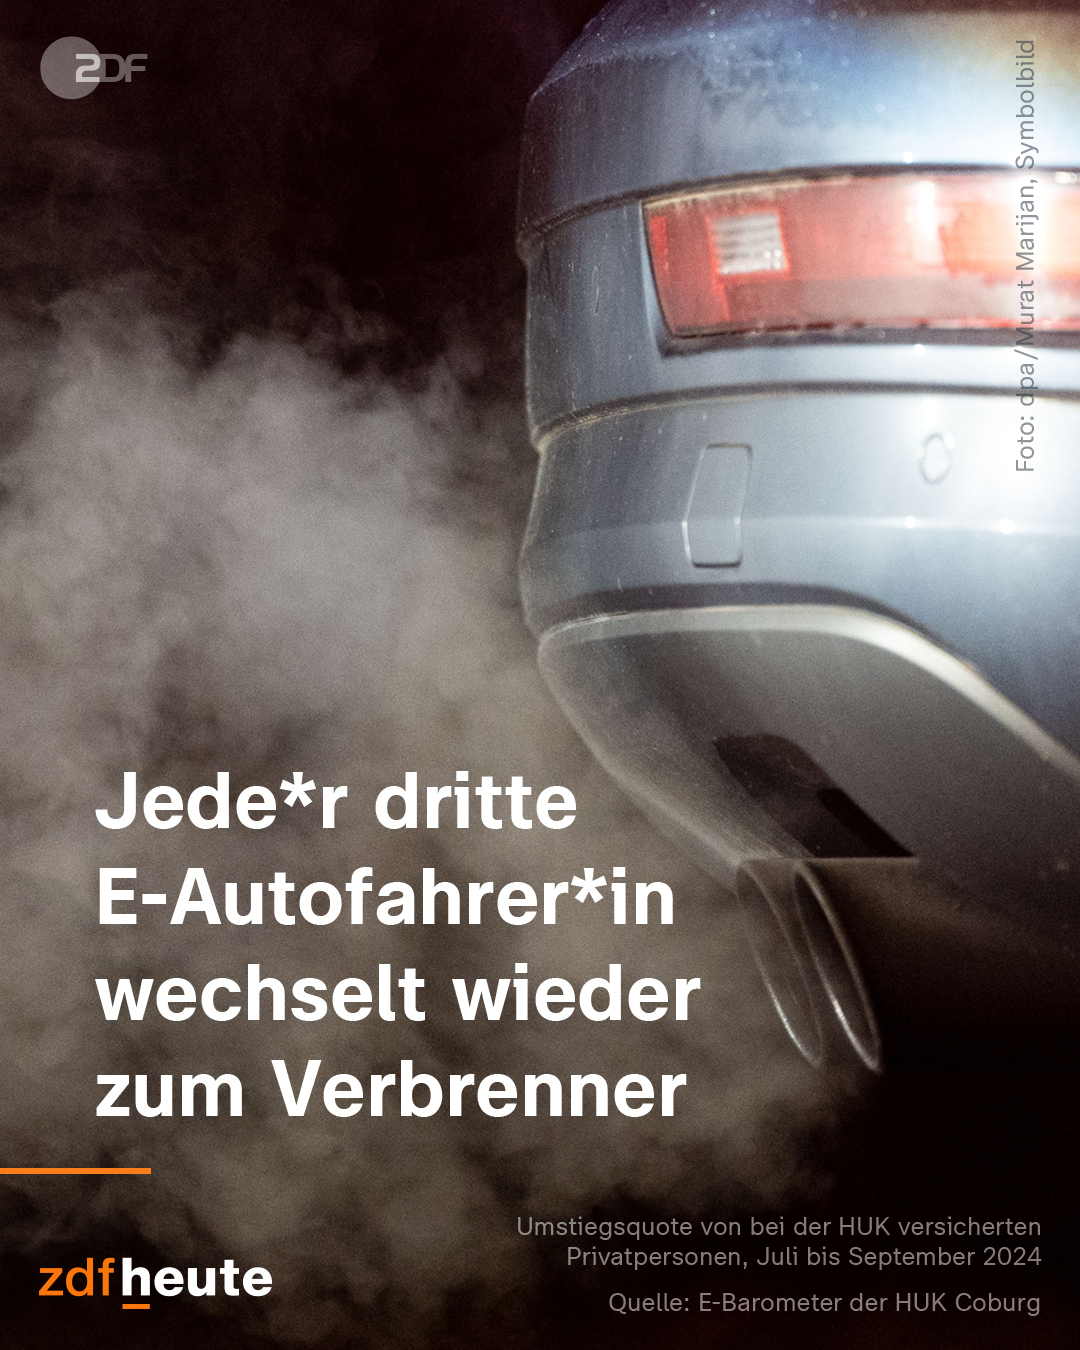 ZDF
Foto: dpa/Murat Marijan, Symbolbild
Jede*r dritte
E-Autofahrer*in
wechselt wieder
zum Verbrenner
Umstiegsquote von bei der HUK versicherten
Privatpersonen, Juli bis September 2024
zdfheute
Quelle: E-Barometer der HUK Coburg